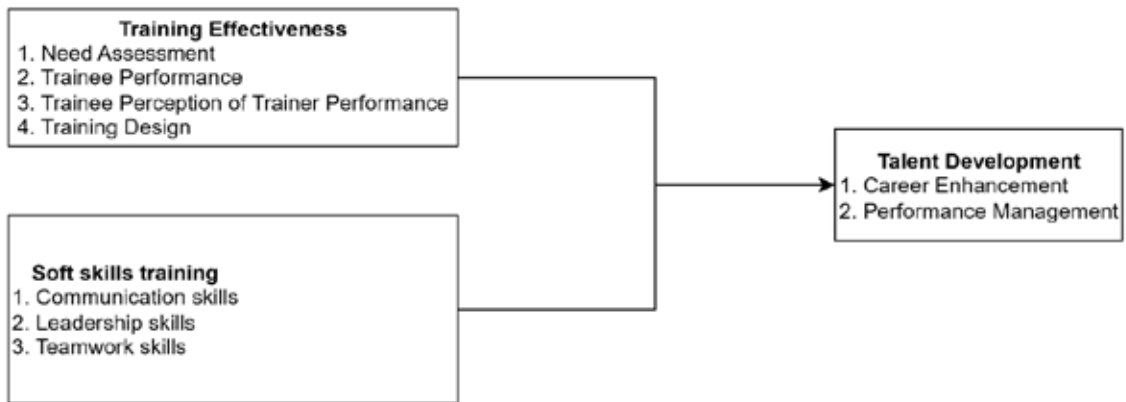 Training Effectiveness
1. Need Assessment
2. Trainee Performance
3. Trainee Perception of Trainer Performance
4. Training Design
Soft skills training
1. Communication skills
2. Leadership skills
3. Teamwork skills
Talent Development
1. Career Enhancement
2. Performance Management